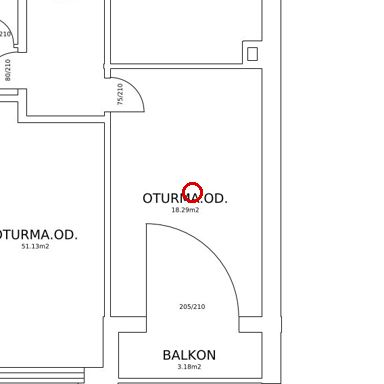 210
80/210
75/210
OTURMA.OD.
18.29m2
OTURMA.OD.
51.13m2
205/210
BALKON
3.18m2